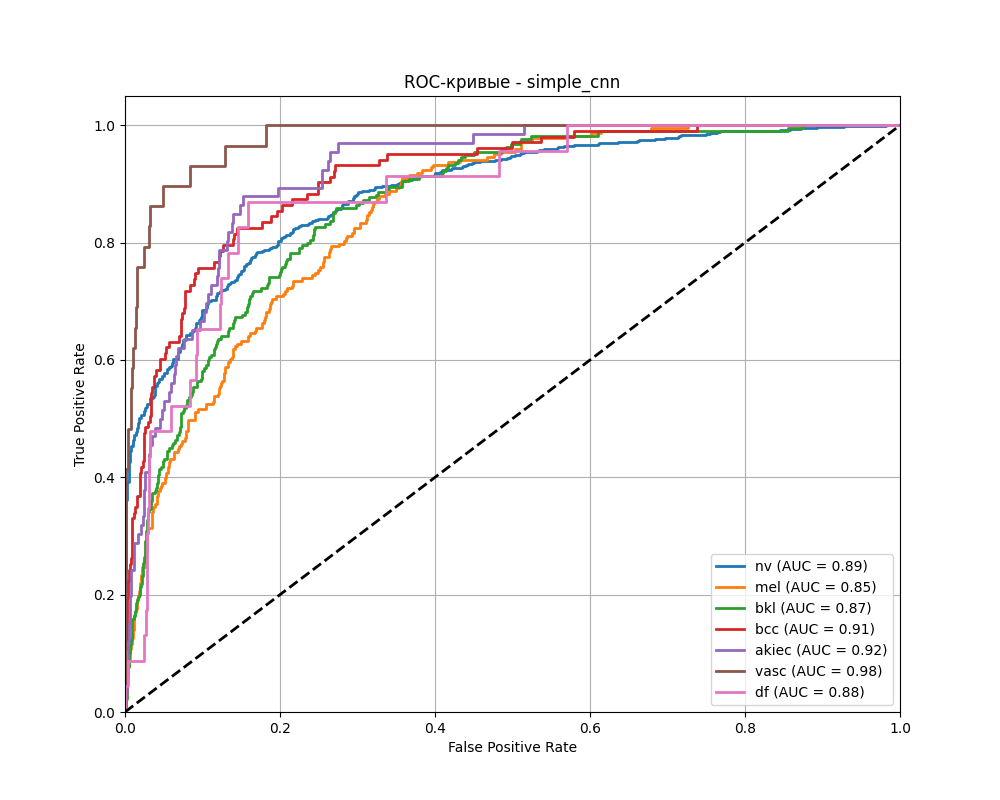 ROC-кривые - simple_cnn
True Positive Rate
1.0
0.8
0.6
0.4
0.2
0.0
0.0 0.2 0.4 0.6 0.8 1.0
False Positive Rate
nv (AUC = 0.89)
mel (AUC = 0.85)
bkl (AUC = 0.87)
bcc (AUC = 0.91)
akiec (AUC = 0.92)
vasc (AUC = 0.98)
df (AUC = 0.88)